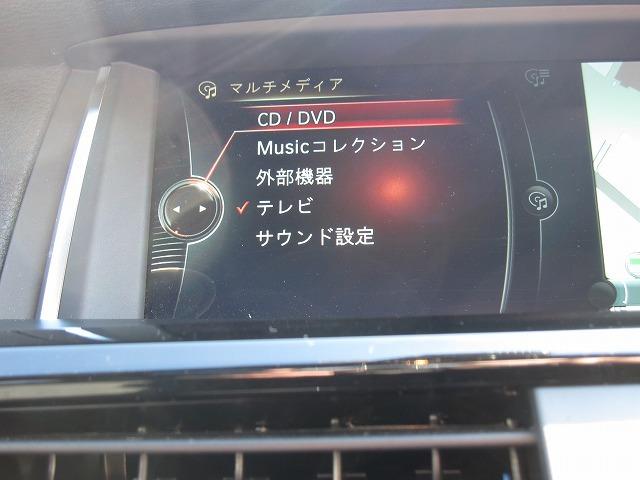 マルチメディア
CD / DVD
Musicコレクション
外部機器
テレビ
サウンド設定